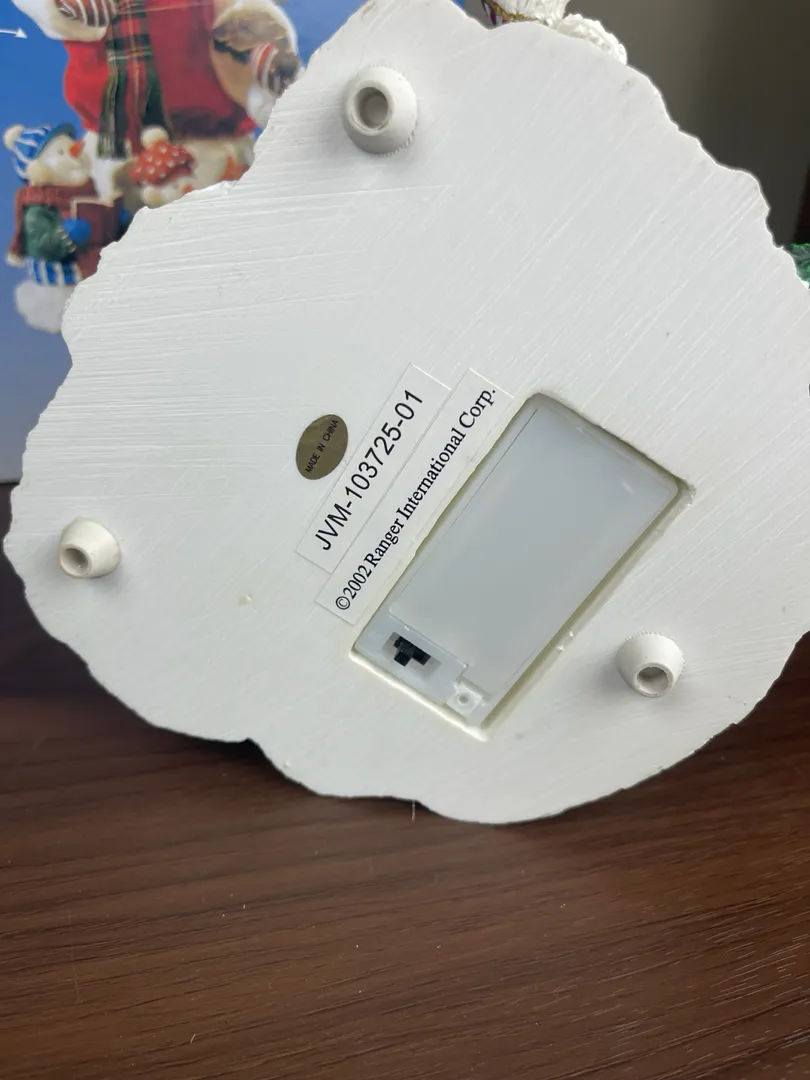 MADE IN CHINA
JVM-103725-01
©2002 Ranger International Corp.